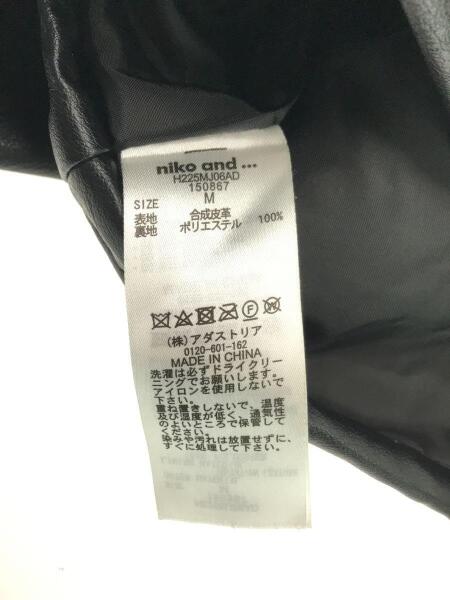 niko and ...
H225MJ06AD
150867
SIZE M
表地 合成皮革
裏地 ポリエステル 100%
(株)アダストリア
0120-601-162
MADE IN CHINA
洗濯は必ずドライクリー
ニングでお願いします。
アイロンを使用しないで
下さい。
重ね置きしないで、温度
及び湿度が低く、通気性
のよいところで保管して
ください。
染みや汚れは放置せずに、
すぐに処理して下さい。